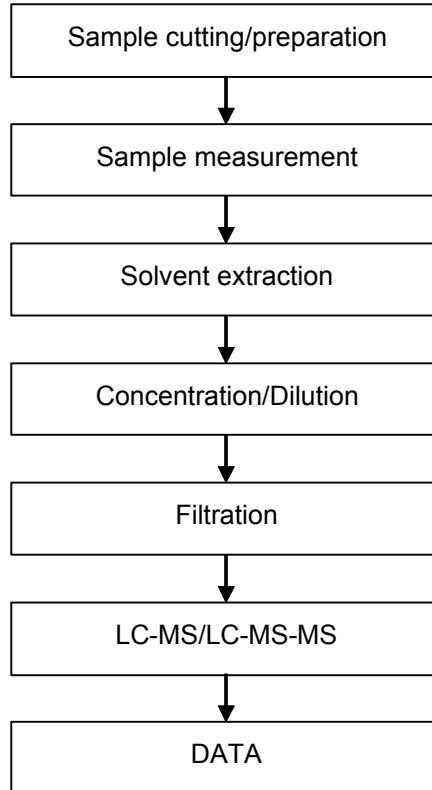 Sample cutting/preparation
Sample measurement
Solvent extraction
Concentration/Dilution
Filtration
LC-MS/LC-MS-MS
DATA